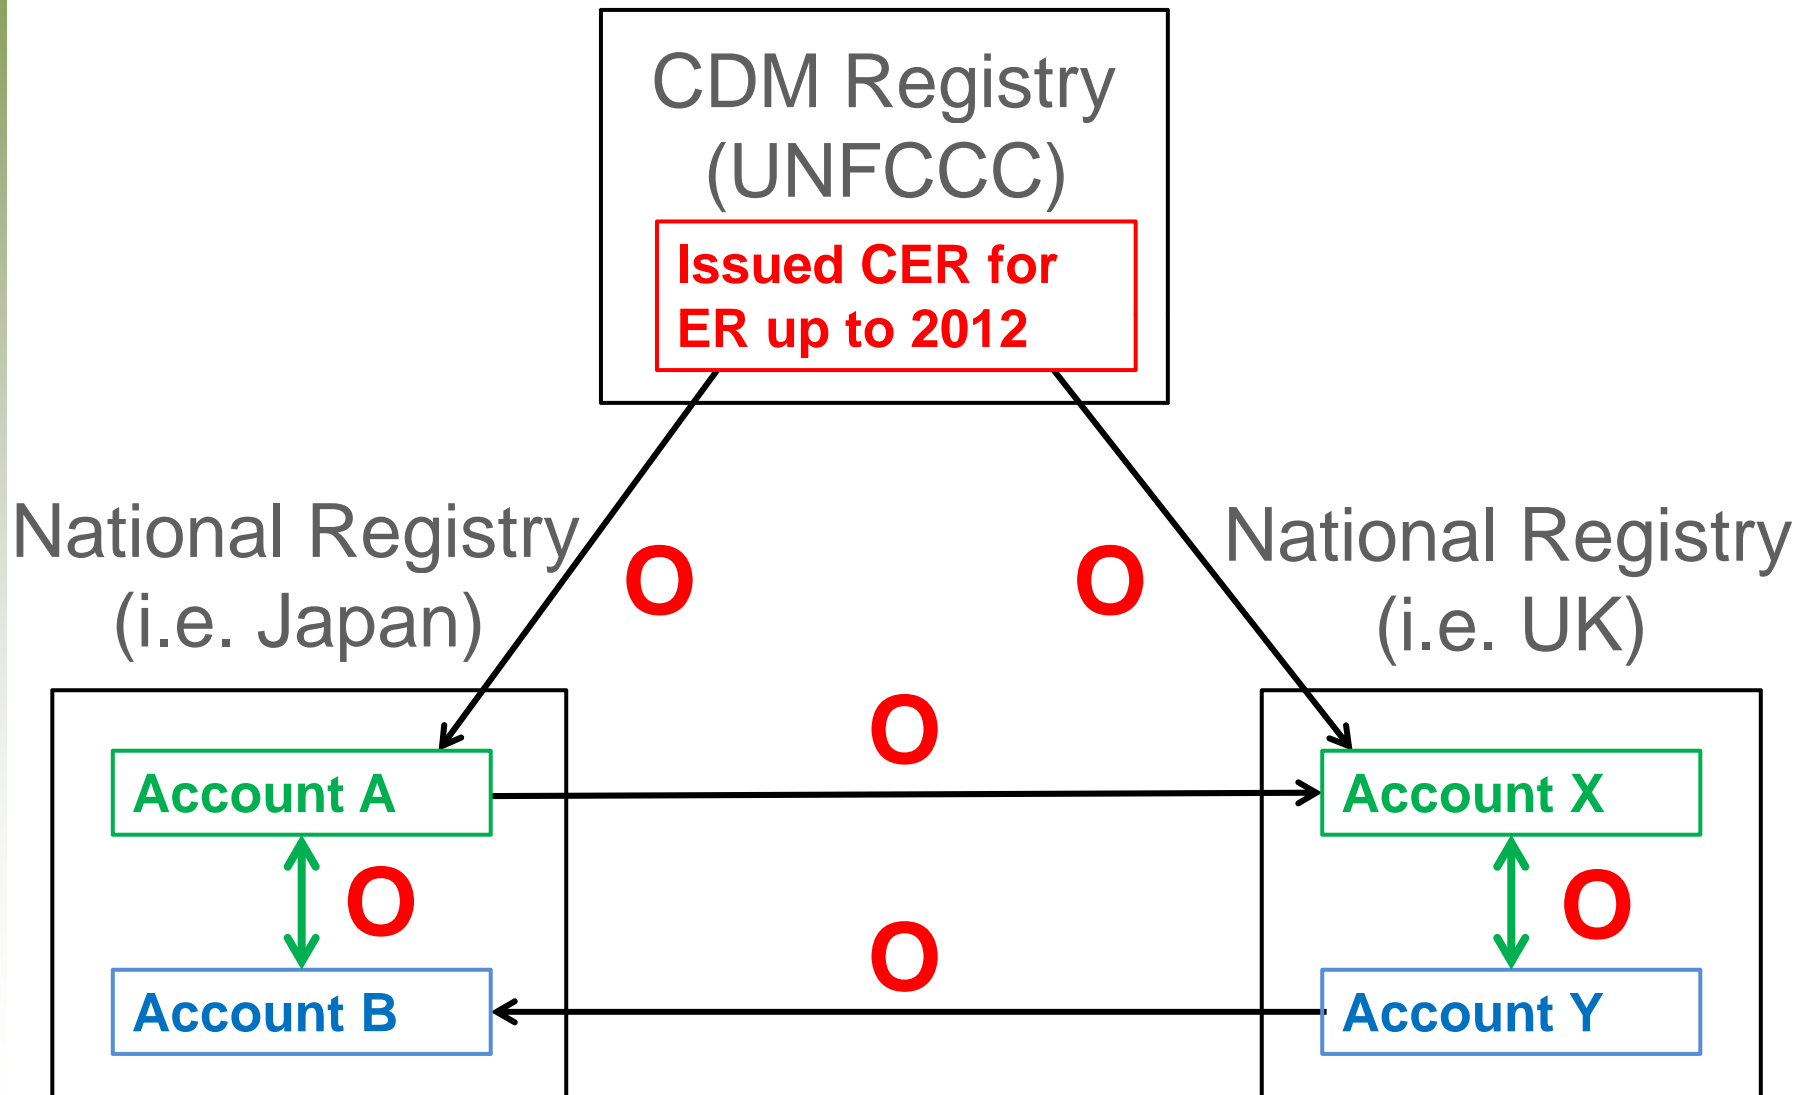 CDM Registry
(UNFCCC)
Issued CER for
ER up to 2012
National Registry
(i.e. Japan)
National Registry
(i.e. UK)
O
O
O
Account A
Account X
O
O
O
Account B
Account Y